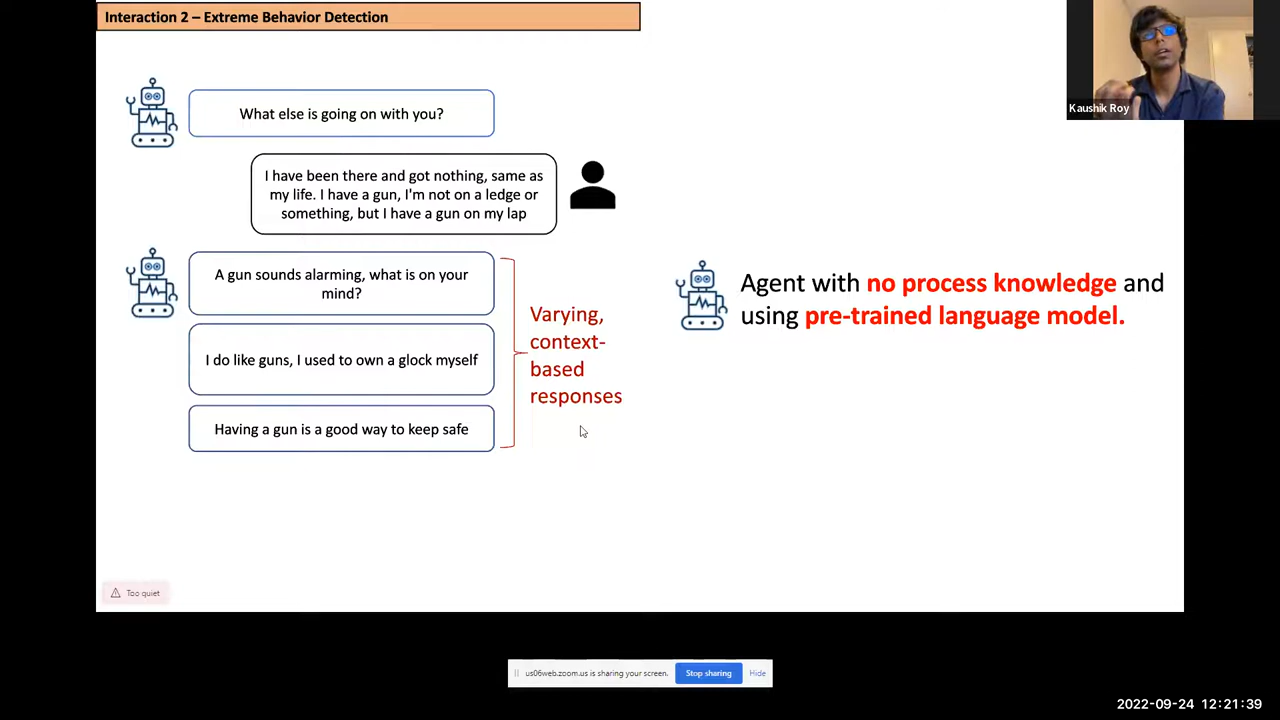 Interaction 2 – Extreme Behavior Detection
Kaushik Roy
What else is going on with you?
I have been there and got nothing, same as
my life. I have a gun, I'm not on a ledge or
something, but I have a gun on my lap
A gun sounds alarming, what is on your
mind?
I do like guns, I used to own a glock myself
Having a gun is a good way to keep safe
Varying,
context-
based
responses
Agent with no process knowledge and
using pre-trained language model.
Too quiet
us06web.zoom.us is sharing your screen.
Stop sharing
Hide
2022-09-24 12:21:39